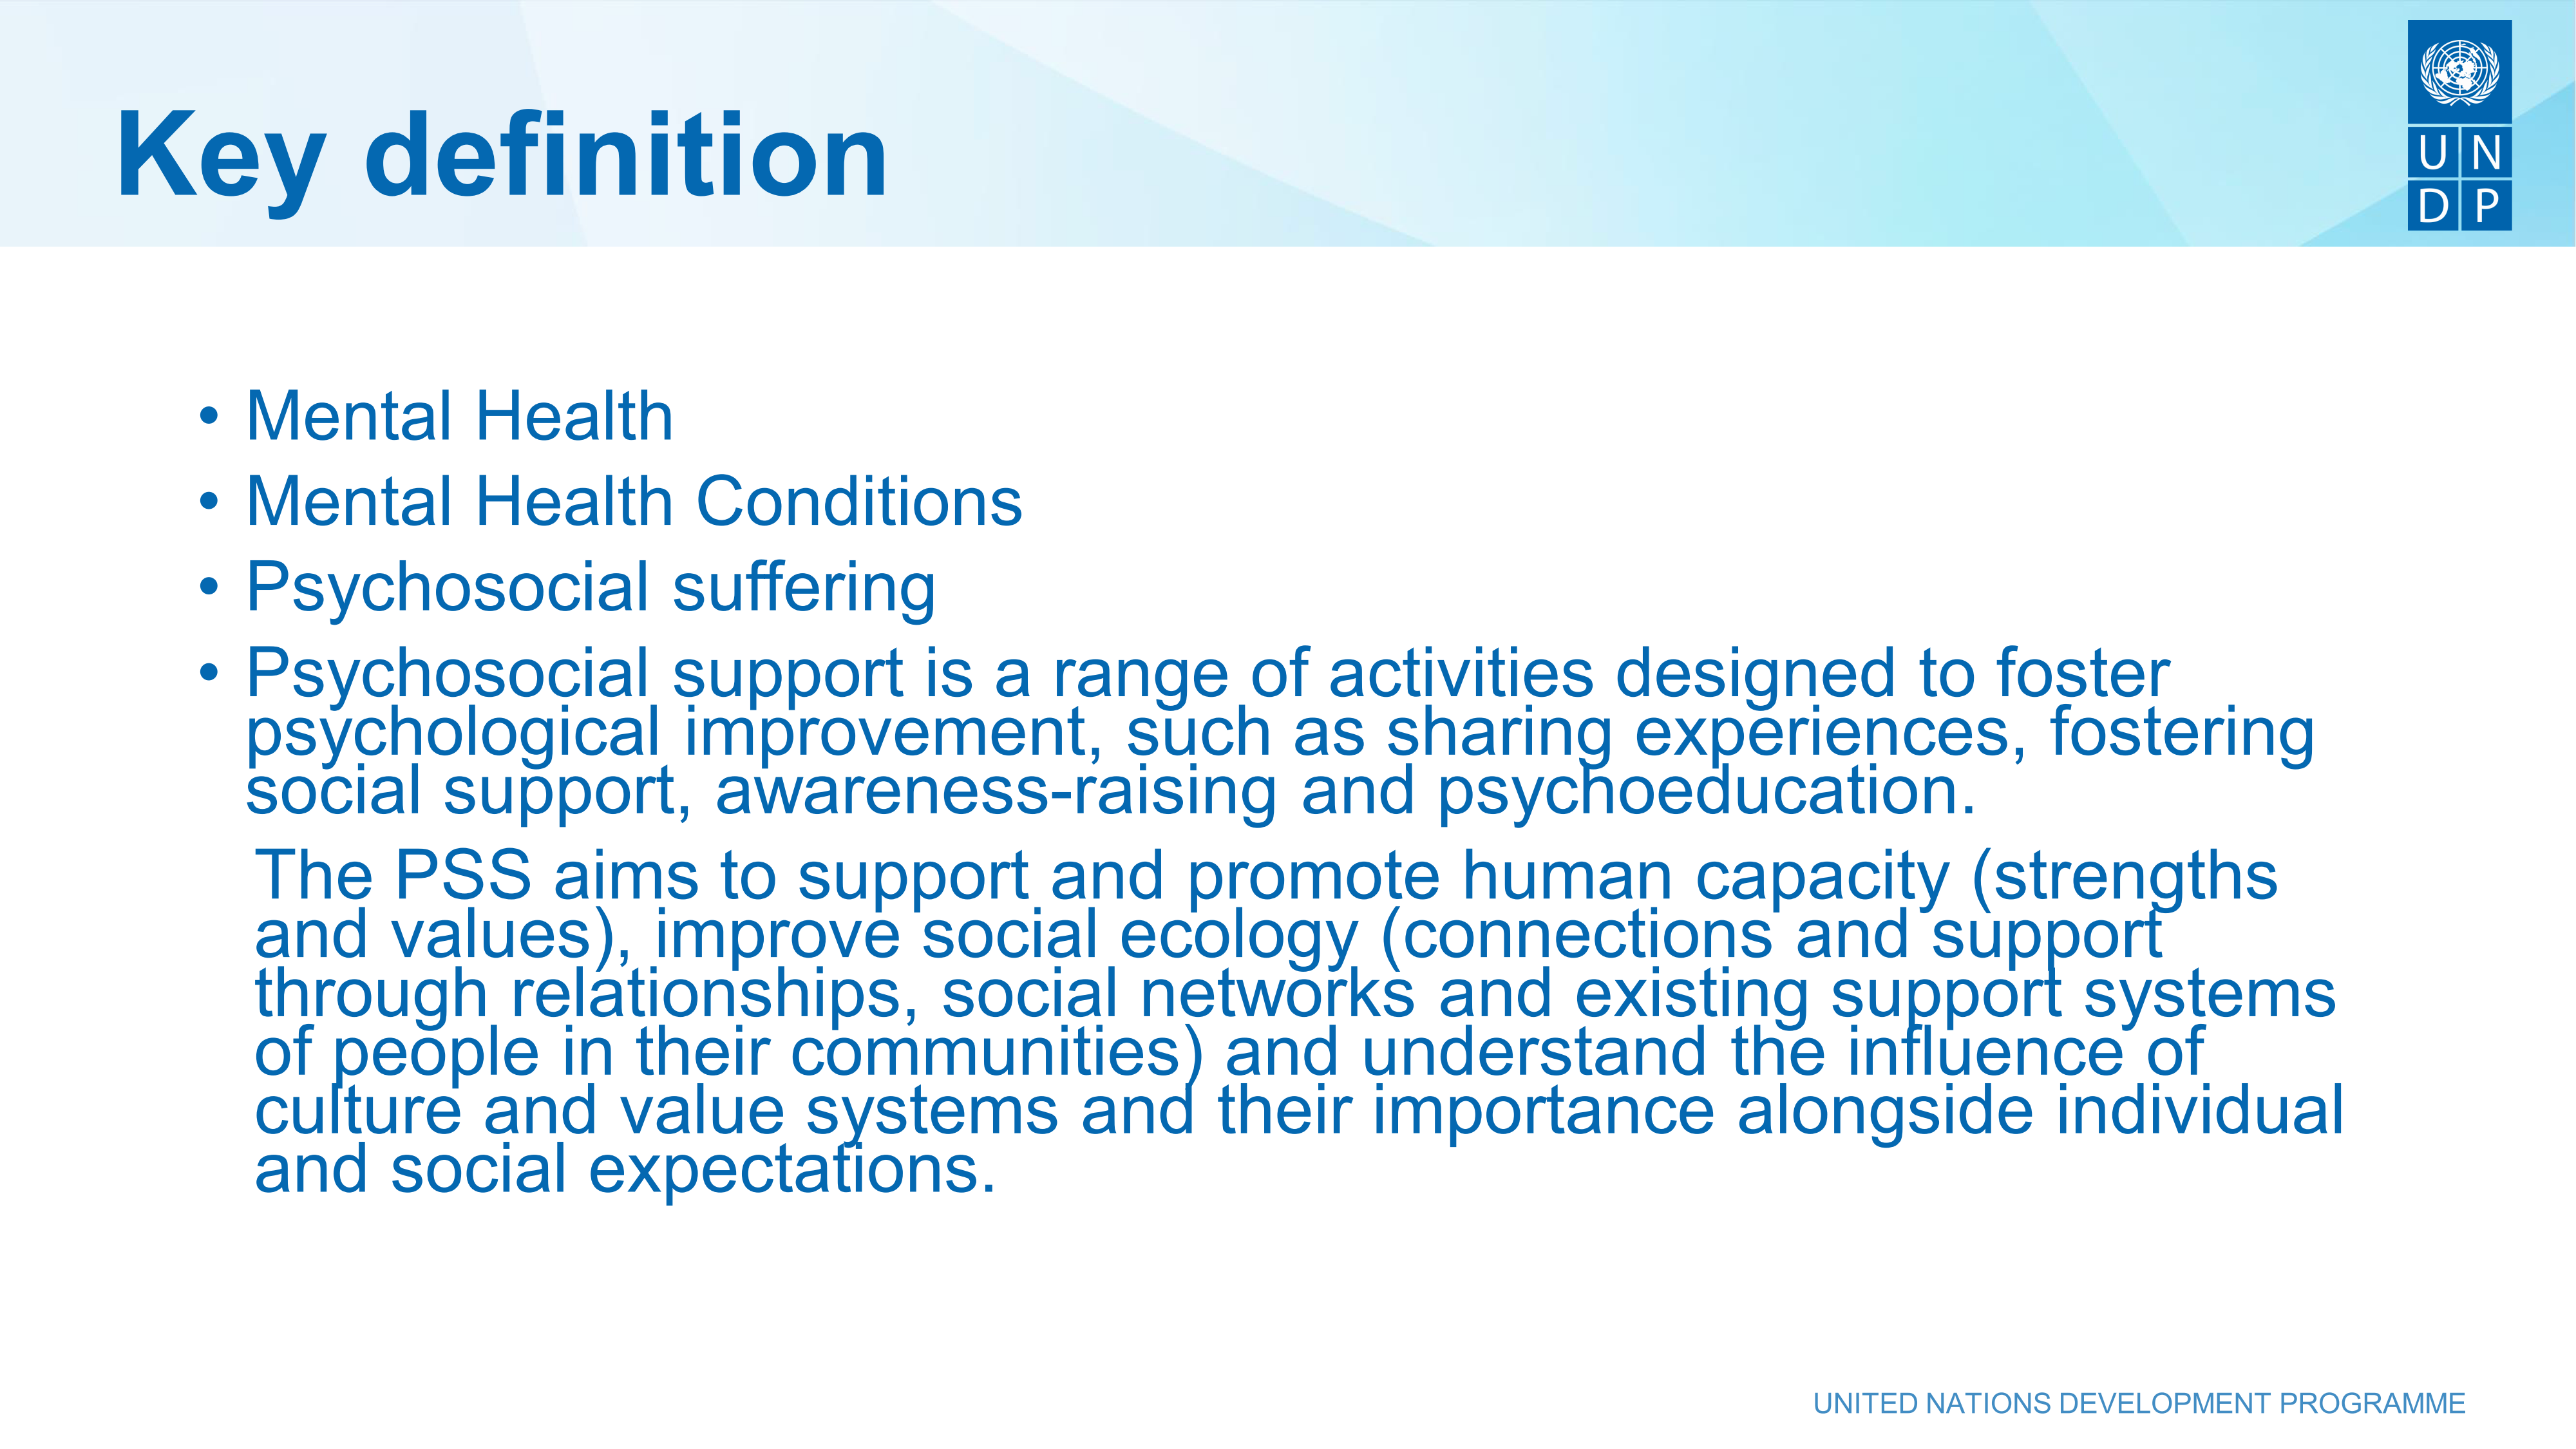 Key definition
U N
D P
• Mental Health
• Mental Health Conditions
• Psychosocial suffering
• Psychosocial support is a range of activities designed to foster
psychological improvement, such as sharing experiences, fostering
social support, awareness-raising and psychoeducation.
The PSS aims to support and promote human capacity (strengths
and values), improve social ecology (connections and support
through relationships, social networks and existing support systems
of people in their communities) and understand the influence of
culture and value systems and their importance alongside individual
and social expectations.
UNITED NATIONS DEVELOPMENT PROGRAMME